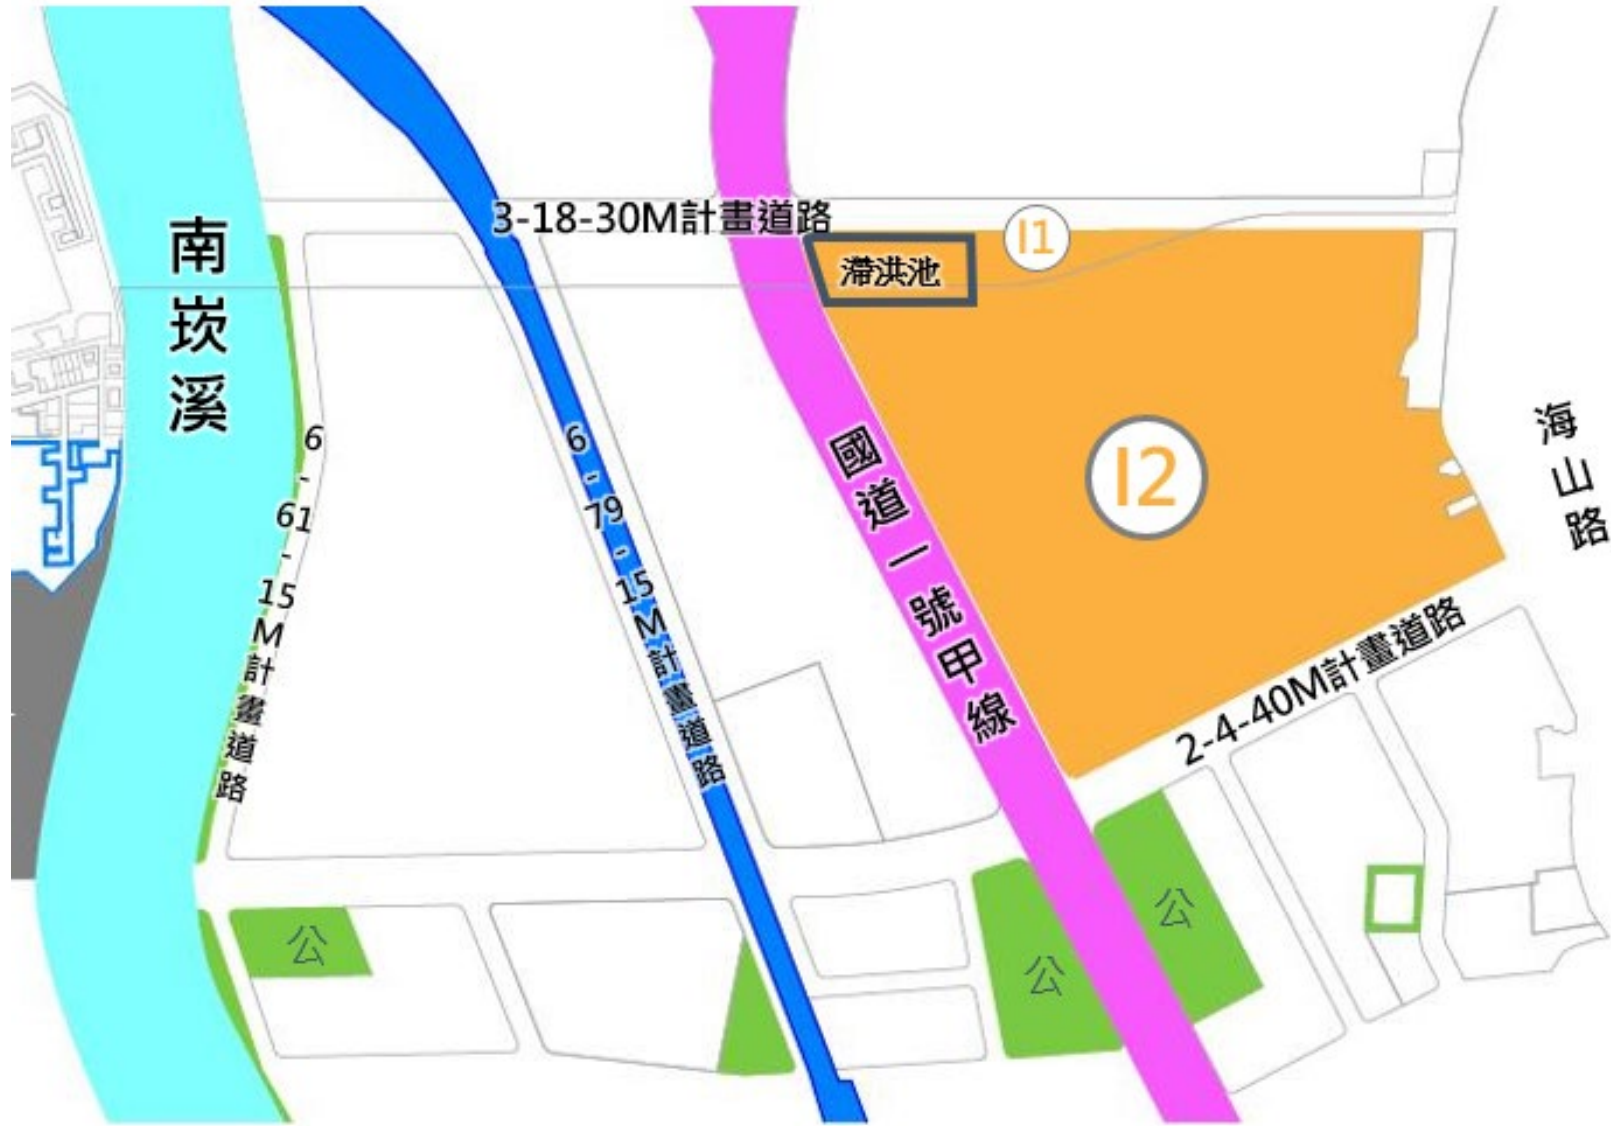 3-18-30M計畫道路
I1
滯洪池
南崁溪
6-61-15M計畫道路
6-79-15M計畫道路
國道一號甲線
I2
海山路
2-4-40M計畫道路
公
公
公